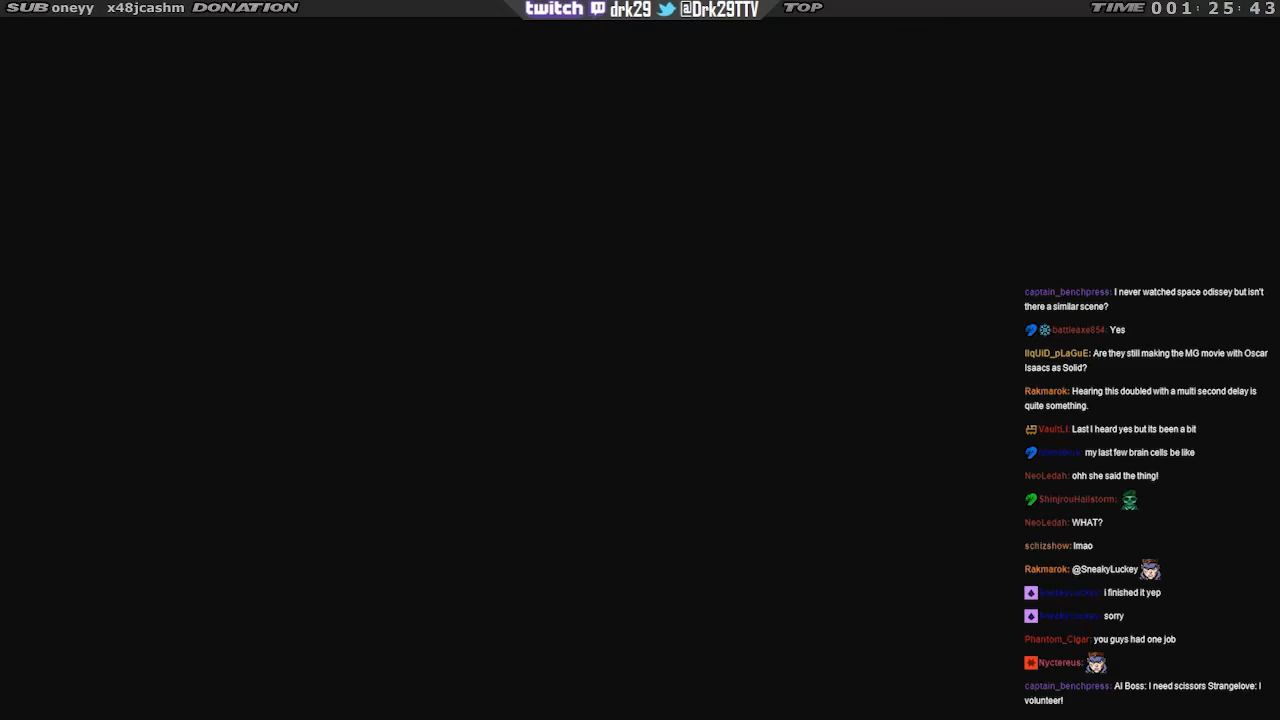 SUB oneyy x48jcashm DONATION twitch drk29 @Drk29TTV TOP TIME 001:25:43
captain_benchpress: I never watched space odissey but isn't
there a similar scene?
battleaxe854: Yes
llqUiD_pLaGuE: Are they still making the MG movie with Oscar
Isaacs as Solid?
Rakmarok: Hearing this doubled with a multi second delay is
quite something.
VaultLI: Last I heard yes but its been a bit
my last few brain cells be like
NeoLedah: ohh she said the thing!
ShinjrouHailstorm:
NeoLedah: WHAT?
schizshow: lmao
Rakmarok: @SneakyLuckey
SneakyLuckey: i finished it yep
SneakyLuckey: sorry
Phantom_Cigar: you guys had one job
Nyctereus:
captain_benchpress: AI Boss: I need scissors Strangelove: I
volunteer!